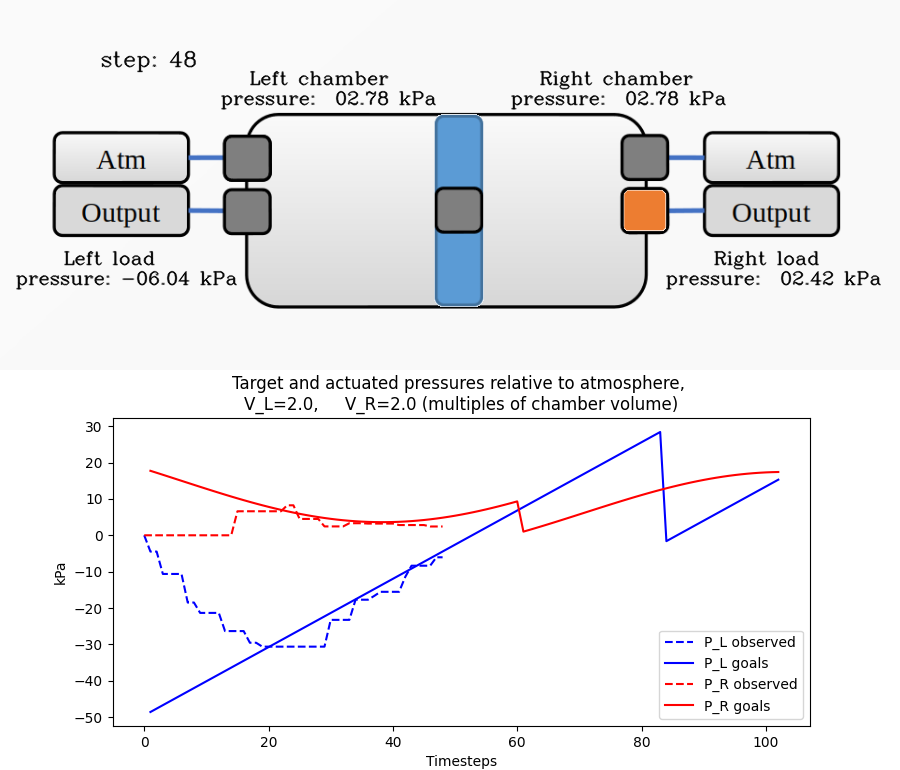 step: 48
Left chamber
pressure: 02.78 kPa
Right chamber
pressure: 02.78 kPa
Atm
Output
Atm
Output
Left load
pressure: -06.04 kPa
Right load
pressure: 02.42 kPa
Target and actuated pressures relative to atmosphere,
V_L=2.0, V_R=2.0 (multiples of chamber volume)
kPa
30
20
10
0
−10
−20
−30
−40
−50
P_L observed
P_L goals
P_R observed
P_R goals
0 20 40 60 80 100
Timesteps